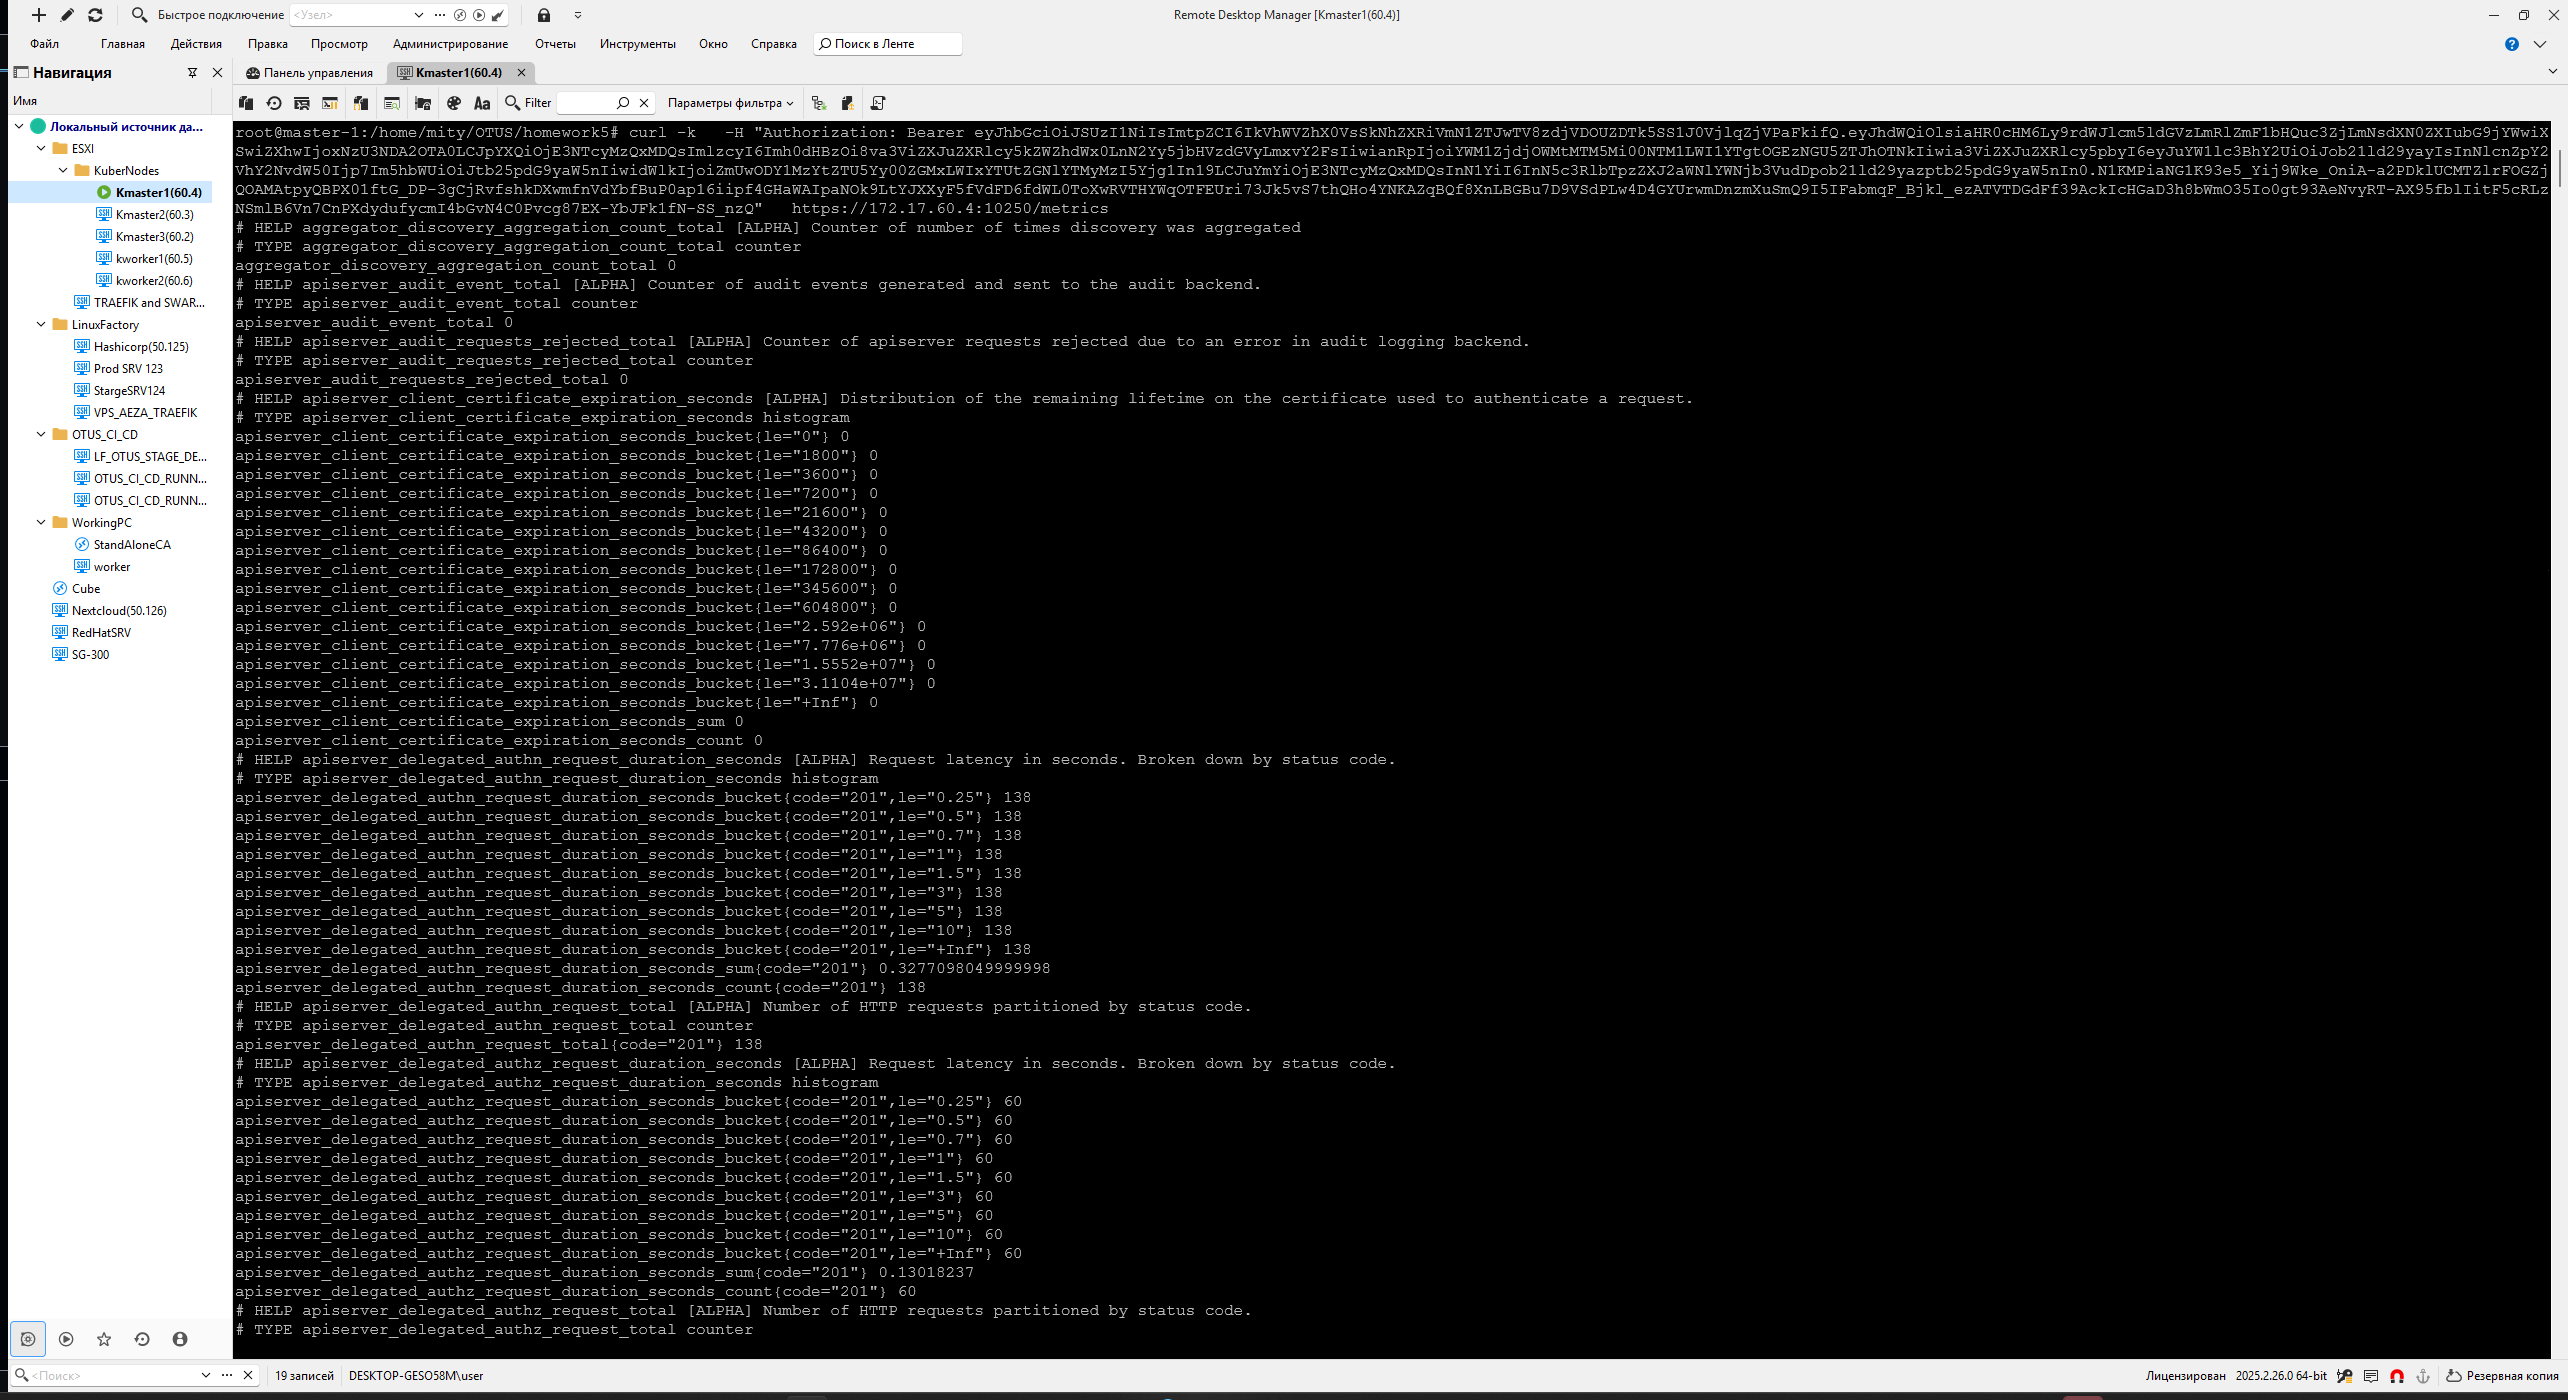 Быстрое подключение
<Узел>
Remote Desktop Manager [Kmaster1(60.4)]
Файл Главная Действия Правка Просмотр Администрирование Отчеты Инструменты Окно Справка Поиск в Ленте
Навигация
Имя
Локальный источник да...
ESXI
KuberNodes
Kmaster1(60.4)
Kmaster2(60.3)
Kmaster3(60.2)
kworker1(60.5)
kworker2(60.6)
TRAEFIK and SWAR...
LinuxFactory
Hashicorp(50.125)
Prod SRV 123
StargeSRV124
VPS_AEZA_TRAEFIK
OTUS_CI_CD
LF_OTUS_STAGE_DE...
OTUS_CI_CD_RUNN...
OTUS_CI_CD_RUNN...
WorkingPC
StandAloneCA
worker
Cube
Nextcloud(50.126)
RedHatSRV
SG-300
Панель управления
Kmaster1(60.4)
Filter
Параметры фильтра
root@master-1:/home/mity/OTUS/homework5# curl -k -H "Authorization: Bearer
https://172.17.60.4:10250/metrics
# HELP aggregator_discovery_aggregation_count_total [ALPHA] Counter of number of times discovery was aggregated
# TYPE aggregator_discovery_aggregation_count_total counter
aggregator_discovery_aggregation_count_total 0
# HELP apiserver_audit_event_total [ALPHA] Counter of audit events generated and sent to the audit backend.
# TYPE apiserver_audit_event_total counter
apiserver_audit_event_total 0
# HELP apiserver_audit_requests_rejected_total [ALPHA] Counter of apiserver requests rejected due to an error in audit logging backend.
# TYPE apiserver_audit_requests_rejected_total counter
apiserver_audit_requests_rejected_total 0
# HELP apiserver_client_certificate_expiration_seconds [ALPHA] Distribution of the remaining lifetime on the certificate used to authenticate a request.
# TYPE apiserver_client_certificate_expiration_seconds histogram
apiserver_client_certificate_expiration_seconds_bucket{le="0"} 0
apiserver_client_certificate_expiration_seconds_bucket{le="1800"} 0
apiserver_client_certificate_expiration_seconds_bucket{le="3600"} 0
apiserver_client_certificate_expiration_seconds_bucket{le="7200"} 0
apiserver_client_certificate_expiration_seconds_bucket{le="21600"} 0
apiserver_client_certificate_expiration_seconds_bucket{le="43200"} 0
apiserver_client_certificate_expiration_seconds_bucket{le="86400"} 0
apiserver_client_certificate_expiration_seconds_bucket{le="172800"} 0
apiserver_client_certificate_expiration_seconds_bucket{le="345600"} 0
apiserver_client_certificate_expiration_seconds_bucket{le="604800"} 0
apiserver_client_certificate_expiration_seconds_bucket{le="2.592e+06"} 0
apiserver_client_certificate_expiration_seconds_bucket{le="7.776e+06"} 0
apiserver_client_certificate_expiration_seconds_bucket{le="1.5552e+07"} 0
apiserver_client_certificate_expiration_seconds_bucket{le="3.1104e+07"} 0
apiserver_client_certificate_expiration_seconds_bucket{le="+Inf"} 0
apiserver_client_certificate_expiration_seconds_sum 0
apiserver_client_certificate_expiration_seconds_count 0
# HELP apiserver_delegated_authn_request_duration_seconds [ALPHA] Request latency in seconds. Broken down by status code.
# TYPE apiserver_delegated_authn_request_duration_seconds histogram
apiserver_delegated_authn_request_duration_seconds_bucket{code="201",le="0.25"} 138
apiserver_delegated_authn_request_duration_seconds_bucket{code="201",le="0.5"} 138
apiserver_delegated_authn_request_duration_seconds_bucket{code="201",le="0.7"} 138
apiserver_delegated_authn_request_duration_seconds_bucket{code="201",le="1"} 138
apiserver_delegated_authn_request_duration_seconds_bucket{code="201",le="1.5"} 138
apiserver_delegated_authn_request_duration_seconds_bucket{code="201",le="3"} 138
apiserver_delegated_authn_request_duration_seconds_bucket{code="201",le="5"} 138
apiserver_delegated_authn_request_duration_seconds_bucket{code="201",le="10"} 138
apiserver_delegated_authn_request_duration_seconds_bucket{code="201",le="+Inf"} 138
apiserver_delegated_authn_request_duration_seconds_sum{code="201"} 0.3277098049999998
apiserver_delegated_authn_request_duration_seconds_count{code="201"} 138
# HELP apiserver_delegated_authn_request_total [ALPHA] Number of HTTP requests partitioned by status code.
# TYPE apiserver_delegated_authn_request_total counter
apiserver_delegated_authn_request_total{code="201"} 138
# HELP apiserver_delegated_authz_request_duration_seconds [ALPHA] Request latency in seconds. Broken down by status code.
# TYPE apiserver_delegated_authz_request_duration_seconds histogram
apiserver_delegated_authz_request_duration_seconds_bucket{code="201",le="0.25"} 60
apiserver_delegated_authz_request_duration_seconds_bucket{code="201",le="0.5"} 60
apiserver_delegated_authz_request_duration_seconds_bucket{code="201",le="0.7"} 60
apiserver_delegated_authz_request_duration_seconds_bucket{code="201",le="1"} 60
apiserver_delegated_authz_request_duration_seconds_bucket{code="201",le="1.5"} 60
apiserver_delegated_authz_request_duration_seconds_bucket{code="201",le="3"} 60
apiserver_delegated_authz_request_duration_seconds_bucket{code="201",le="5"} 60
apiserver_delegated_authz_request_duration_seconds_bucket{code="201",le="10"} 60
apiserver_delegated_authz_request_duration_seconds_bucket{code="201",le="+Inf"} 60
apiserver_delegated_authz_request_duration_seconds_sum{code="201"} 0.13018237
apiserver_delegated_authz_request_duration_seconds_count{code="201"} 60
# HELP apiserver_delegated_authz_request_total [ALPHA] Number of HTTP requests partitioned by status code.
# TYPE apiserver_delegated_authz_request_total counter
<Поиск>
19 записей
DESKTOP-GESO58M\user
Лицензирован
2025.2.26.0 64-bit
Резервная копия